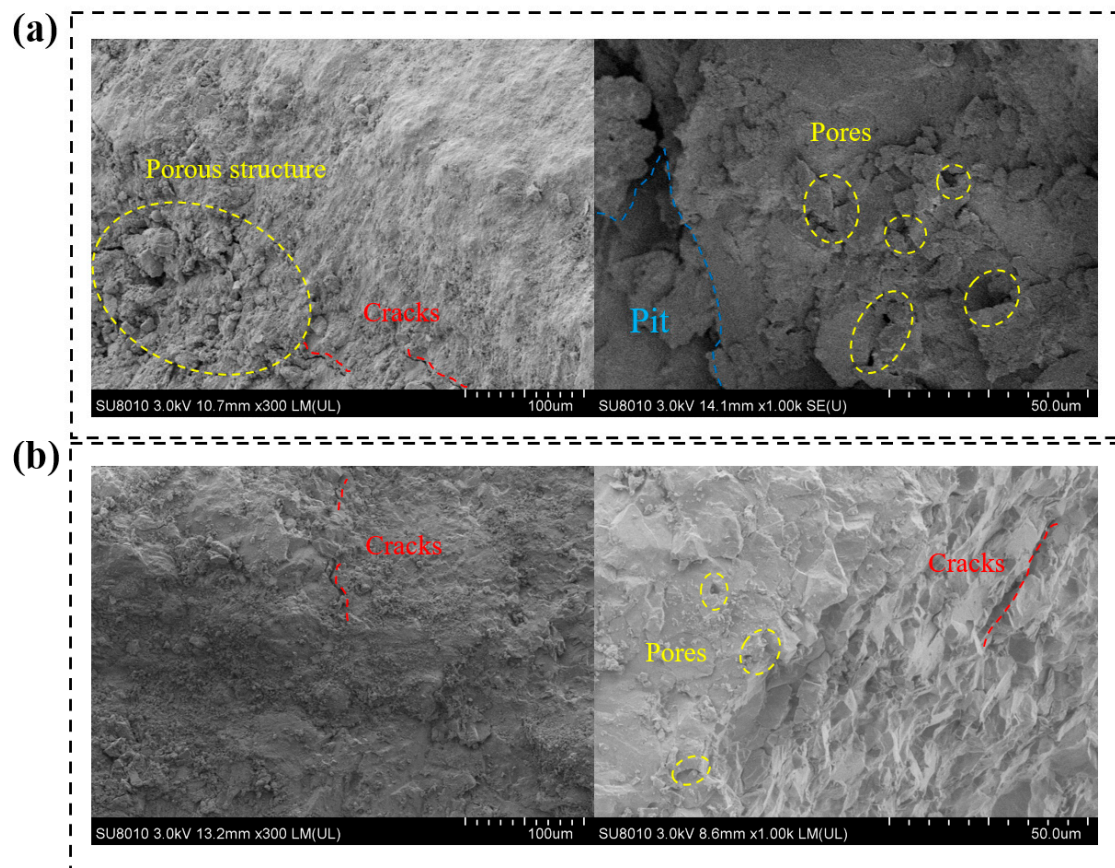 (a)
Porous structure
Cracks
SU8010 3.0kV 10.7mm x300 LM(UL) 100um
Pores
Pit
SU8010 3.0kV 14.1mm x1.00k SE(U) 50.0um
(b)
Cracks
SU8010 3.0kV 13.2mm x300 LM(UL) 100um
Cracks
Pores
SU8010 3.0kV 8.6mm x1.00k LM(UL) 50.0um